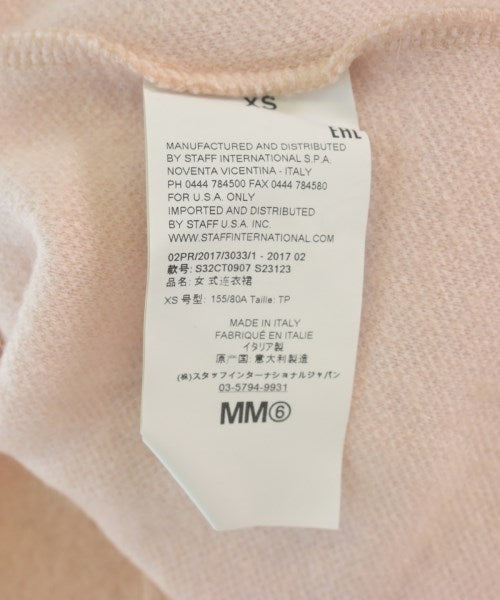 XS
EHL
MANUFACTURED AND DISTRIBUTED
BY STAFF INTERNATIONAL S.P.A.
NOVENTA VICENTINA - ITALY
PH 0444 784500 FAX 0444 784580
FOR U.S.A. ONLY
IMPORTED AND DISTRIBUTED
BY STAFF U.S.A. INC.
WWW.STAFFINTERNATIONAL.COM
02PR/2017/3033/1 - 2017 02
款号: S32CT0907 S23123
品名: 女式连衣裙
XS 号型: 155/80A Taille: TP
MADE IN ITALY
FABRIQUÉ EN ITALIE
イタリア製
原产国: 意大利製造
(株)スタッフインターナショナルジャパン
03-5794-9931
MM⑥